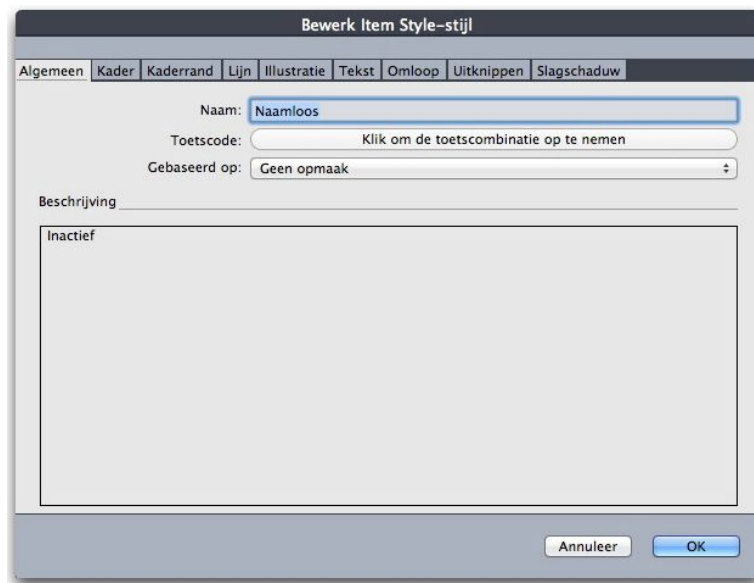 Bewerk Item Style-stijl
Algemeen Kader Kaderrand Lijn Illustratie Tekst Omloop Uitknippen Slagschaduw
Naam: Naamloos
Toetscode: Klik om de toetscombinatie op te nemen
Gebaseerd op: Geen opmaak
Beschrijving
Inactief
Annuleer OK